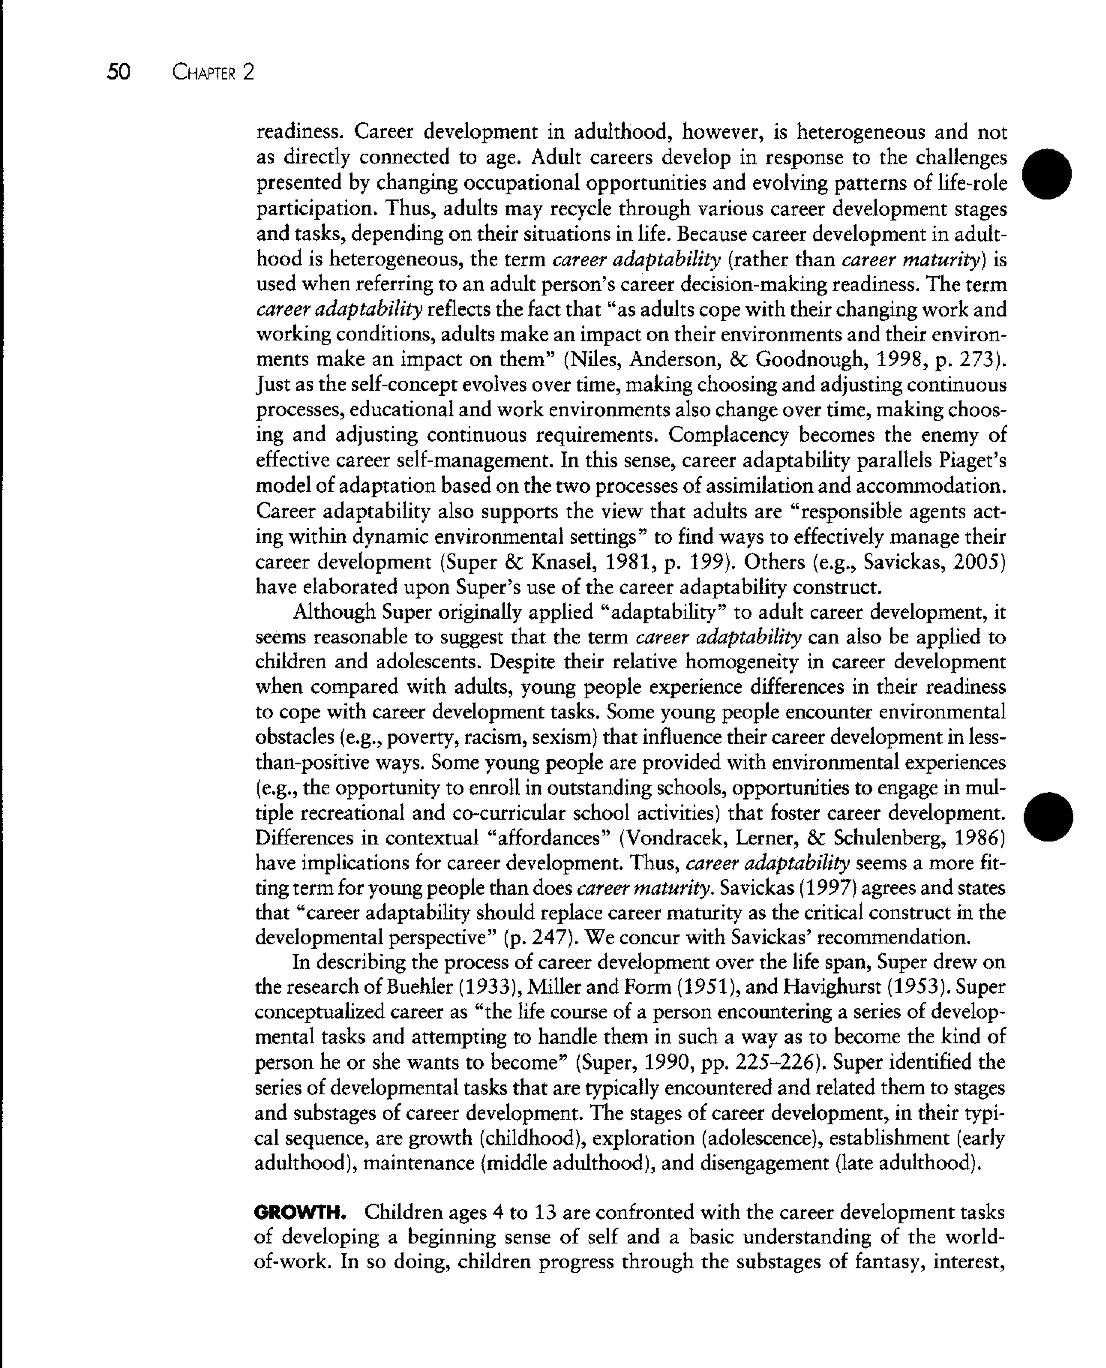 50 CHAPTER 2
readiness. Career development in adulthood, however, is heterogeneous and not
as directly connected to age. Adult careers develop in response to the challenges
presented by changing occupational opportunities and evolving patterns of life-role
participation. Thus, adults may recycle through various career development stages
and tasks, depending on their situations in life. Because career development in adult-
hood is heterogeneous, the term career adaptability (rather than career maturity) is
used when referring to an adult person's career decision-making readiness. The term
career adaptability reflects the fact that "as adults cope with their changing work and
working conditions, adults make an impact on their environments and their environ-
ments make an impact on them" (Niles, Anderson, & Goodnough, 1998, p. 273).
Just as the self-concept evolves over time, making choosing and adjusting continuous
processes, educational and work environments also change over time, making choos-
ing and adjusting continuous requirements. Complacency becomes the enemy of
effective career self-management. In this sense, career adaptability parallels Piaget's
model of adaptation based on the two processes of assimilation and accommodation.
Career adaptability also supports the view that adults are "responsible agents act-
ing within dynamic environmental settings" to find ways to effectively manage their
career development (Super & Knasel, 1981, p. 199). Others (e.g., Savickas, 2005)
have elaborated upon Super's use of the career adaptability construct.
Although Super originally applied "adaptability" to adult career development, it
seems reasonable to suggest that the term career adaptability can also be applied to
children and adolescents. Despite their relative homogeneity in career development
when compared with adults, young people experience differences in their readiness
to cope with career development tasks. Some young people encounter environmental
obstacles (e.g., poverty, racism, sexism) that influence their career development in less-
than-positive ways. Some young people are provided with environmental experiences
(e.g., the opportunity to enroll in outstanding schools, opportunities to engage in mul-
tiple recreational and co-curricular school activities) that foster career development.
Differences in contextual "affordances" (Vondracek, Lerner, & Schulenberg, 1986)
have implications for career development. Thus, career adaptability seems a more fit-
ting term for young people than does career maturity. Savickas (1997) agrees and states
that "career adaptability should replace career maturity as the critical construct in the
developmental perspective" (p. 247). We concur with Savickas' recommendation.
In describing the process of career development over the life span, Super drew on
the research of Buehler (1933), Miller and Form (1951), and Havighurst (1953). Super
conceptualized career as "the life course of a person encountering a series of develop-
mental tasks and attempting to handle them in such a way as to become the kind of
person he or she wants to become" (Super, 1990, pp. 225–226). Super identified the
series of developmental tasks that are typically encountered and related them to stages
and substages of career development. The stages of career development, in their typi-
cal sequence, are growth (childhood), exploration (adolescence), establishment (early
adulthood), maintenance (middle adulthood), and disengagement (late adulthood).
GROWTH. Children ages 4 to 13 are confronted with the career development tasks
of developing a beginning sense of self and a basic understanding of the world-
of-work. In so doing, children progress through the substages of fantasy, interest,